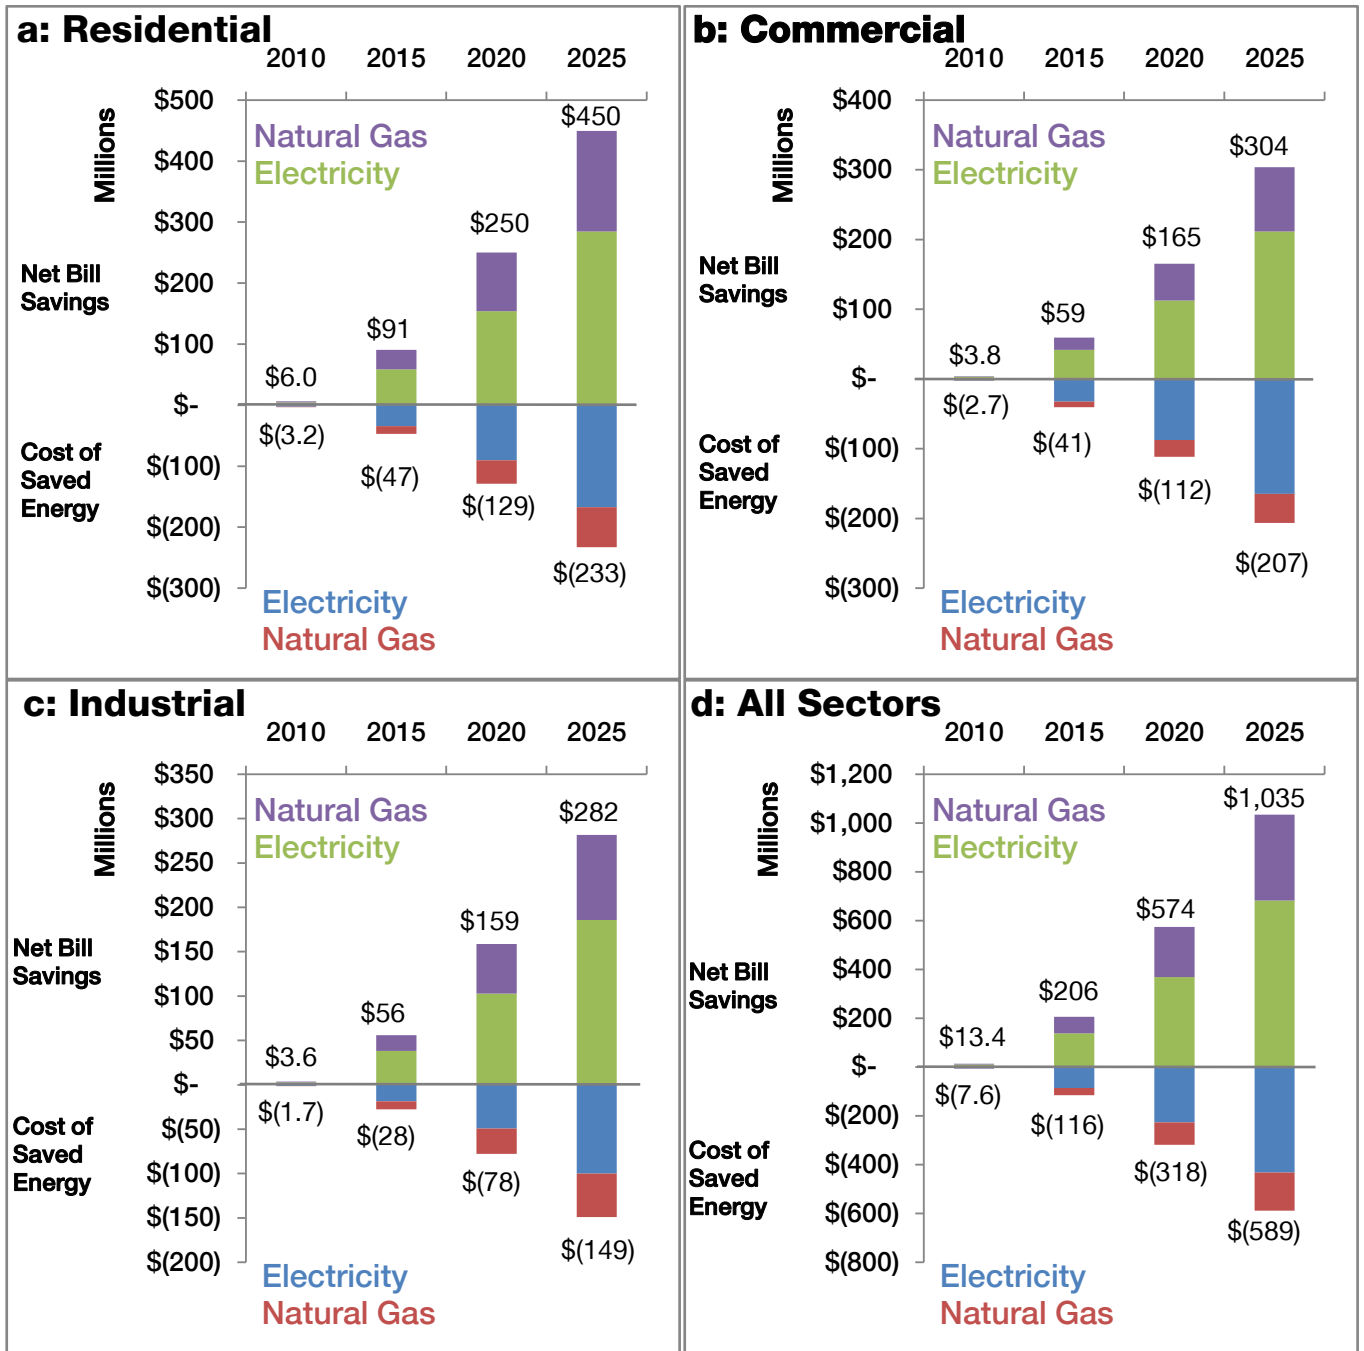 a: Residential
2010 2015 2020 2025
Millions
$500
$400
$300
$200
$100
$-
$(100)
$(200)
$(300)
Natural Gas
Electricity
Net Bill
Savings
Cost of
Saved
Energy
$6.0
$91
$250
$450
$(3.2)
$(47)
$(129)
$(233)
Electricity
Natural Gas
b: Commercial
2010 2015 2020 2025
Millions
$400
$300
$200
$100
$-
$(100)
$(200)
$(300)
Natural Gas
Electricity
Net Bill
Savings
Cost of
Saved
Energy
$3.8
$59
$165
$304
$(2.7)
$(41)
$(112)
$(207)
Electricity
Natural Gas
c: Industrial
2010 2015 2020 2025
Millions
$350
$300
$250
$200
$150
$100
$50
$-
$(50)
$(100)
$(150)
$(200)
Natural Gas
Electricity
Net Bill
Savings
Cost of
Saved
Energy
$3.6
$56
$159
$282
$(1.7)
$(28)
$(78)
$(149)
Electricity
Natural Gas
d: All Sectors
2010 2015 2020 2025
Millions
$1,200
$1,000
$800
$600
$400
$200
$-
$(200)
$(400)
$(600)
$(800)
Natural Gas
Electricity
Net Bill
Savings
Cost of
Saved
Energy
$13.4
$206
$574
$1,035
$(7.6)
$(116)
$(318)
$(589)
Electricity
Natural Gas